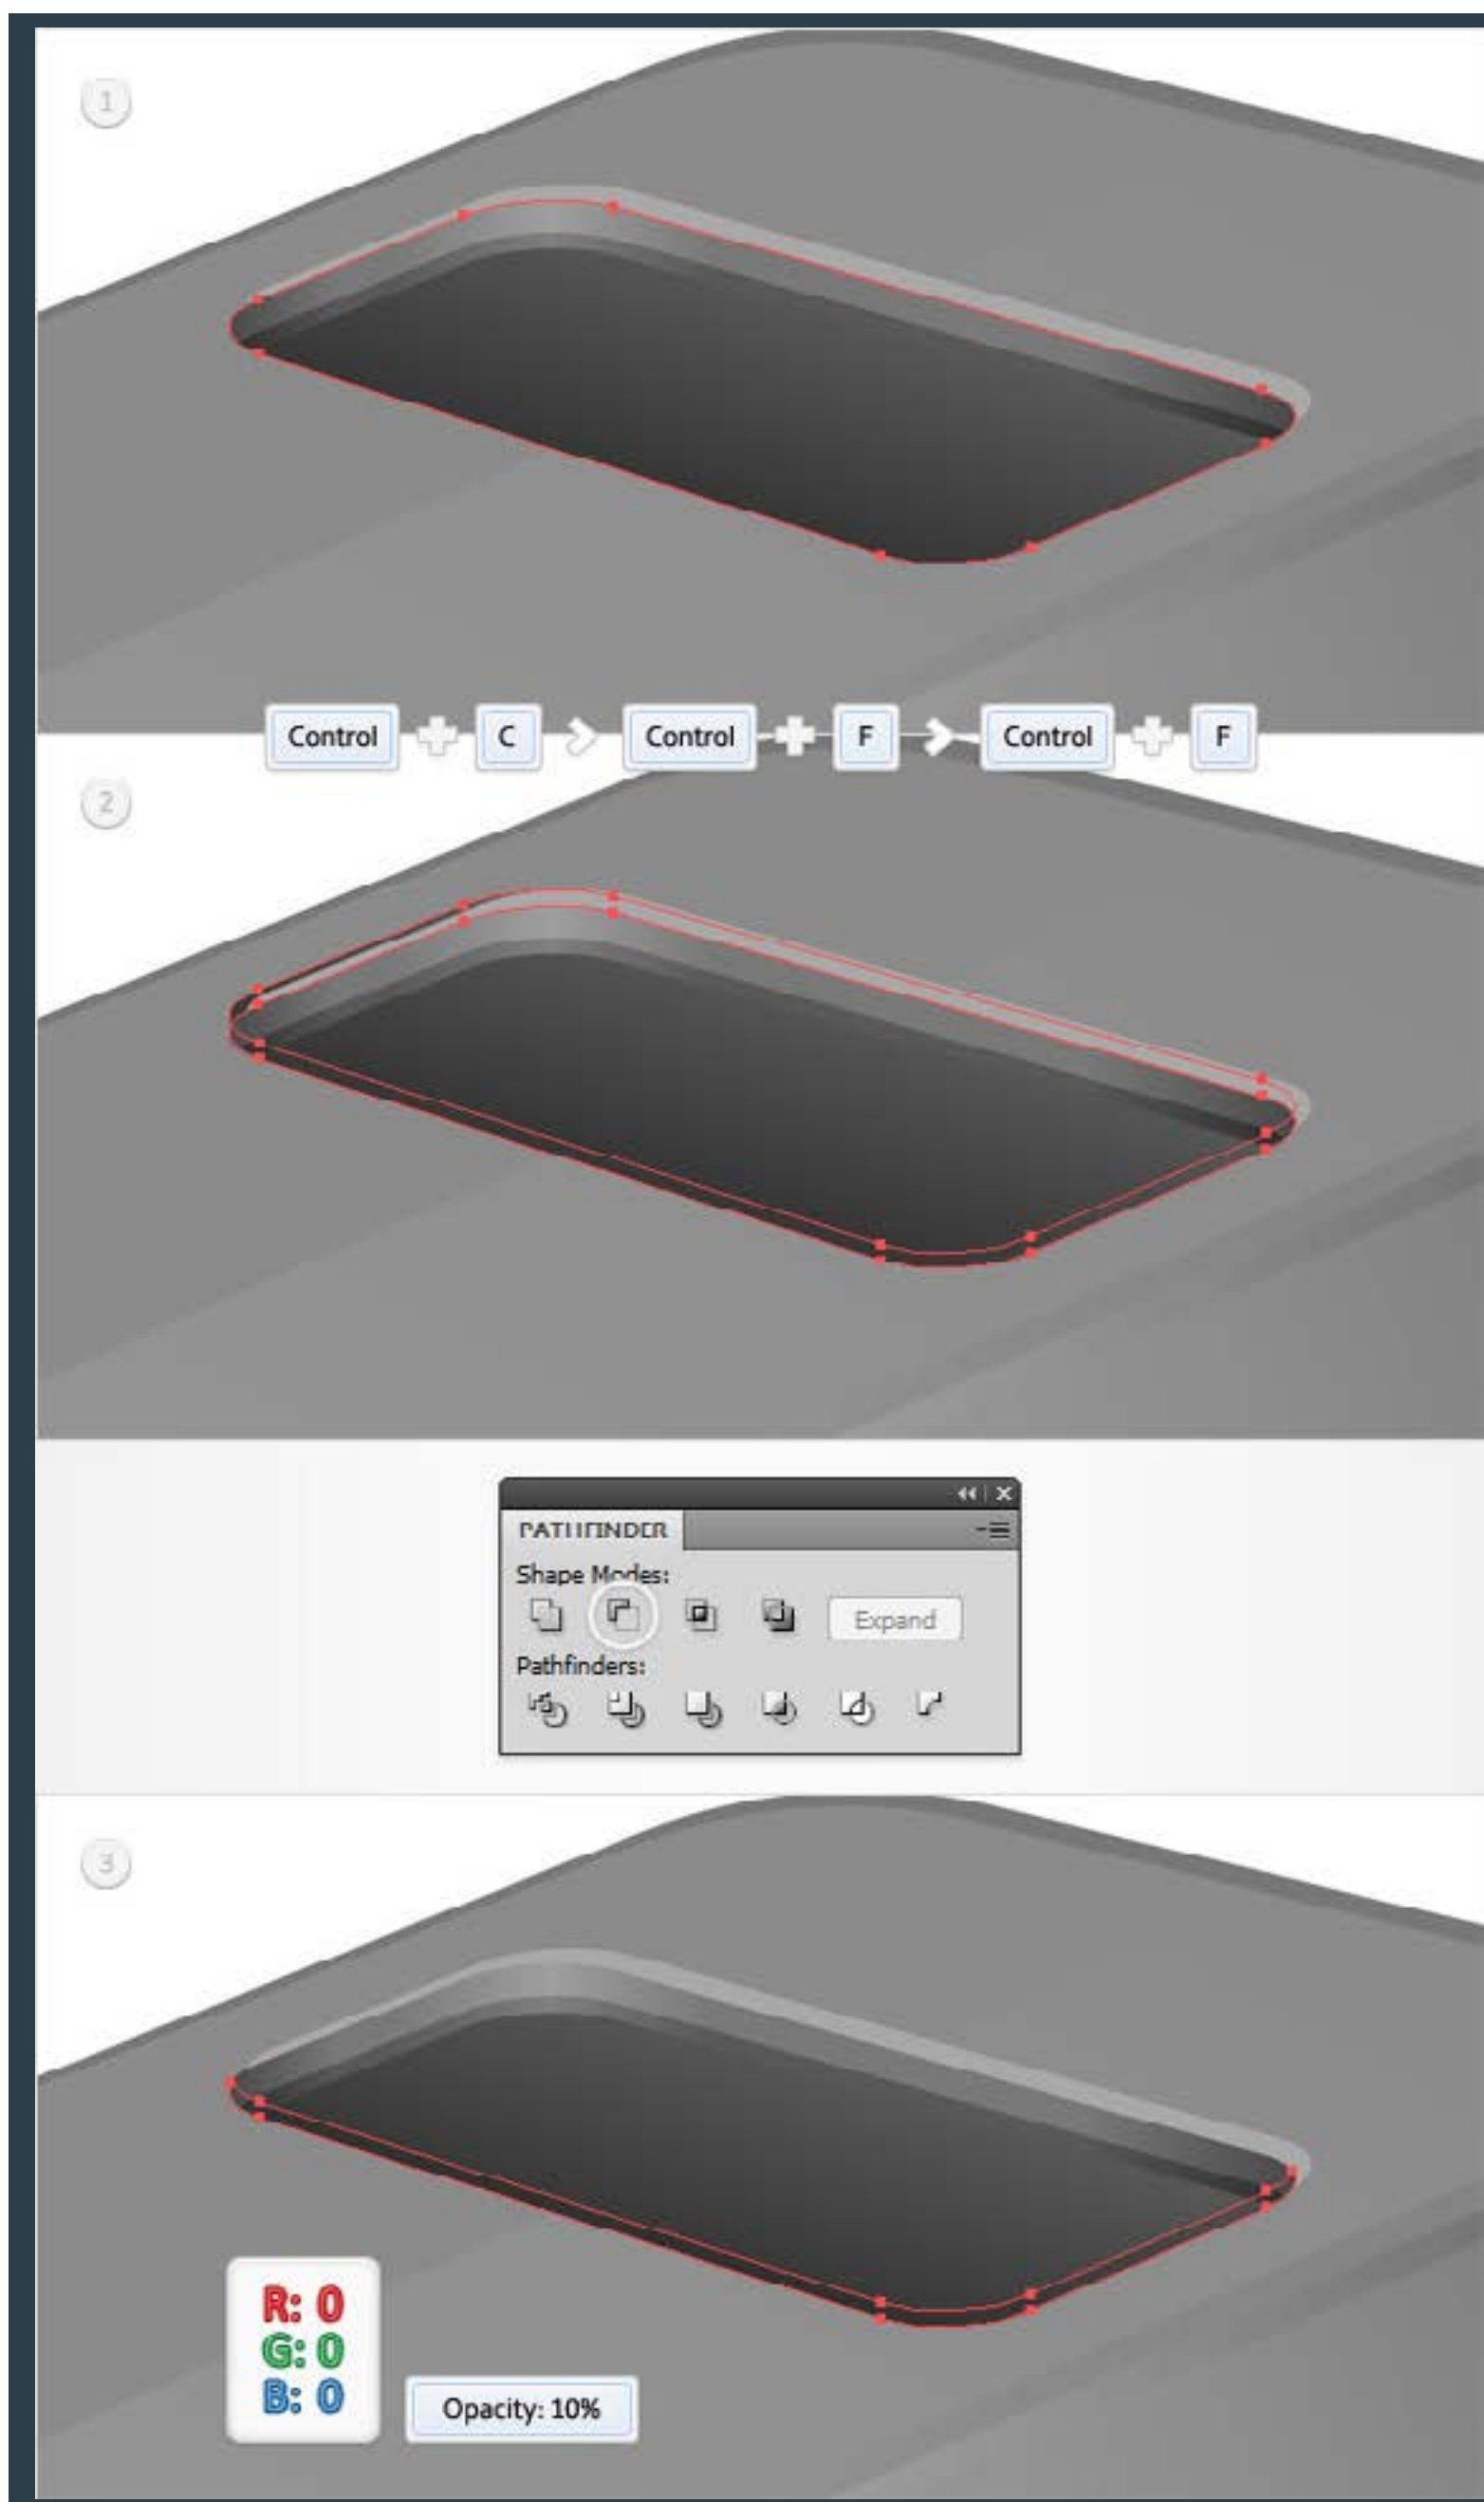 1
Control + C > Control + F > Control + F
2
PATHFINDER
Shape Modes:
Expand
Pathfinders:
3
R: 0
G: 0
B: 0
Opacity: 10%